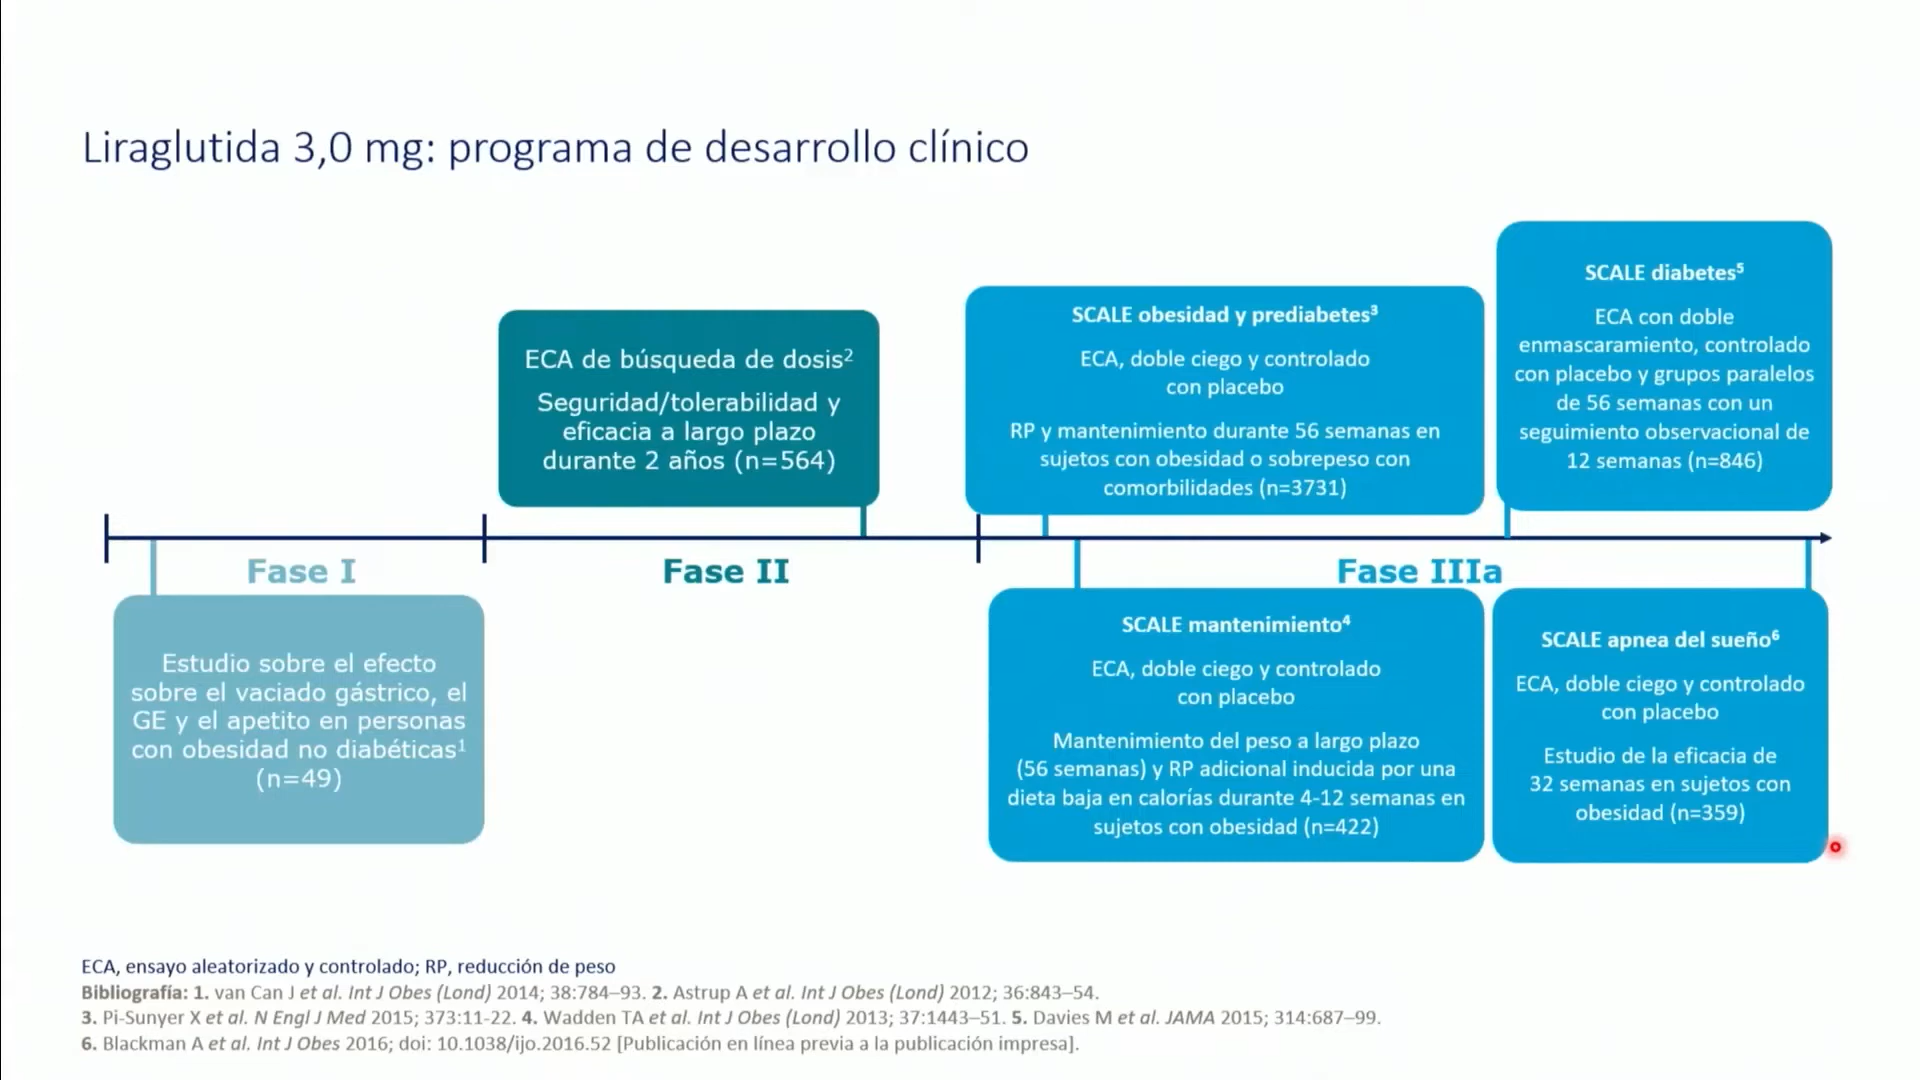 Liraglutida 3,0 mg: programa de desarrollo clínico
ECA de búsqueda de dosis²
Seguridad/tolerabilidad y
eficacia a largo plazo
durante 2 años (n=564)
SCALE obesidad y prediabetes³
ECA, doble ciego y controlado
con placebo
RP y mantenimiento durante 56 semanas en
sujetos con obesidad o sobrepeso con
comorbilidades (n=3731)
SCALE diabetes⁵
ECA con doble
enmascaramiento, controlado
con placebo y grupos paralelos
de 56 semanas con un
seguimiento observacional de
12 semanas (n=846)
Fase I
Fase II
Fase IIIa
Estudio sobre el efecto
sobre el vaciado gástrico, el
GE y el apetito en personas
con obesidad no diabéticas¹
(n=49)
SCALE mantenimiento⁴
ECA, doble ciego y controlado
con placebo
Mantenimiento del peso a largo plazo
(56 semanas) y RP adicional inducida por una
dieta baja en calorías durante 4-12 semanas en
sujetos con obesidad (n=422)
SCALE apnea del sueño⁶
ECA, doble ciego y controlado
con placebo
Estudio de la eficacia de
32 semanas en sujetos con
obesidad (n=359)
ECA, ensayo aleatorizado y controlado; RP, reducción de peso
Bibliografía: 1. van Can J et al. Int J Obes (Lond) 2014; 38:784–93. 2. Astrup A et al. Int J Obes (Lond) 2012; 36:843–54.
3. Pi-Sunyer X et al. N Engl J Med 2015; 373:11-22. 4. Wadden TA et al. Int J Obes (Lond) 2013; 37:1443–51. 5. Davies M et al. JAMA 2015; 314:687–99.
6. Blackman A et al. Int J Obes 2016; doi: 10.1038/ijo.2016.52 [Publicación en línea previa a la publicación impresa].